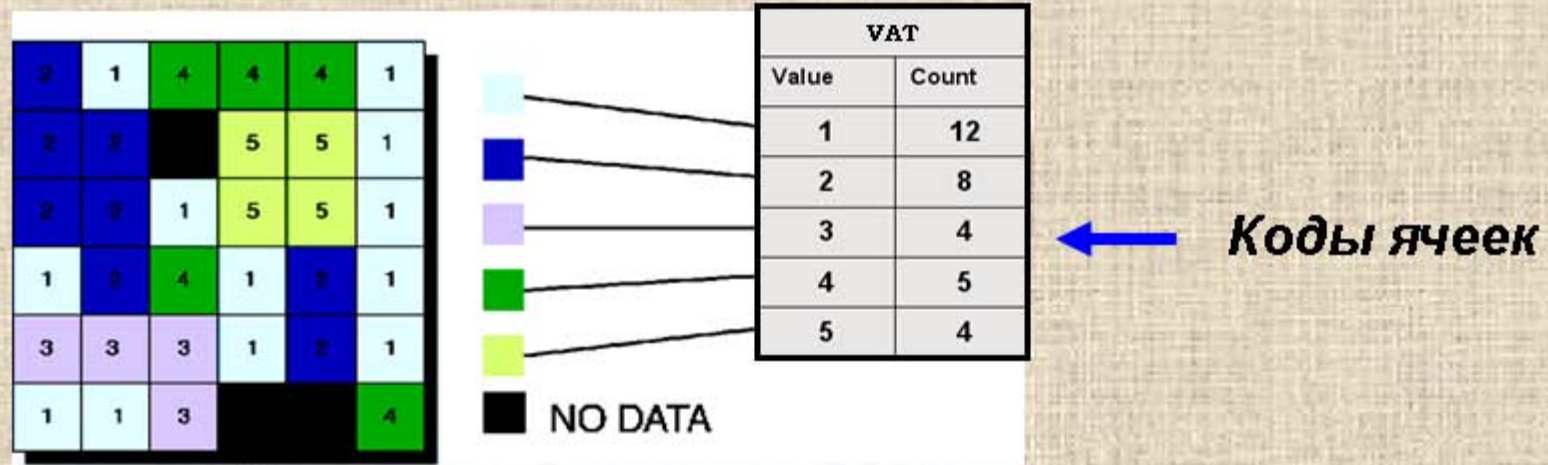 VAT
Value Count
1 12
2 8
3 4
4 5
5 4
2 1 4 4 4 1
2 2 5 5 1
2 2 1 5 5 1
1 2 4 1 2 1
3 3 3 1 2 1
1 1 3 4
NO DATA
Коды ячеек